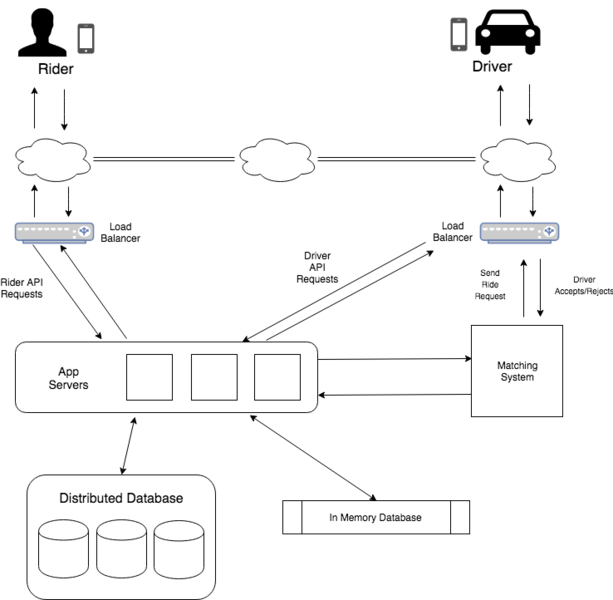 Rider
Driver
Load
Balancer
Load
Balancer
Rider API
Requests
Driver
API
Requests
Send
Ride
Request
Driver
Accepts/Rejects
App
Servers
Matching
System
Distributed Database
In Memory Database